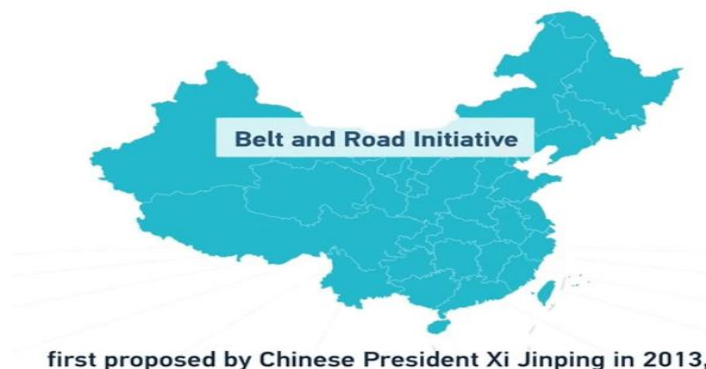 Belt and Road Initiative
first proposed by Chinese President Xi Jinping in 2013,